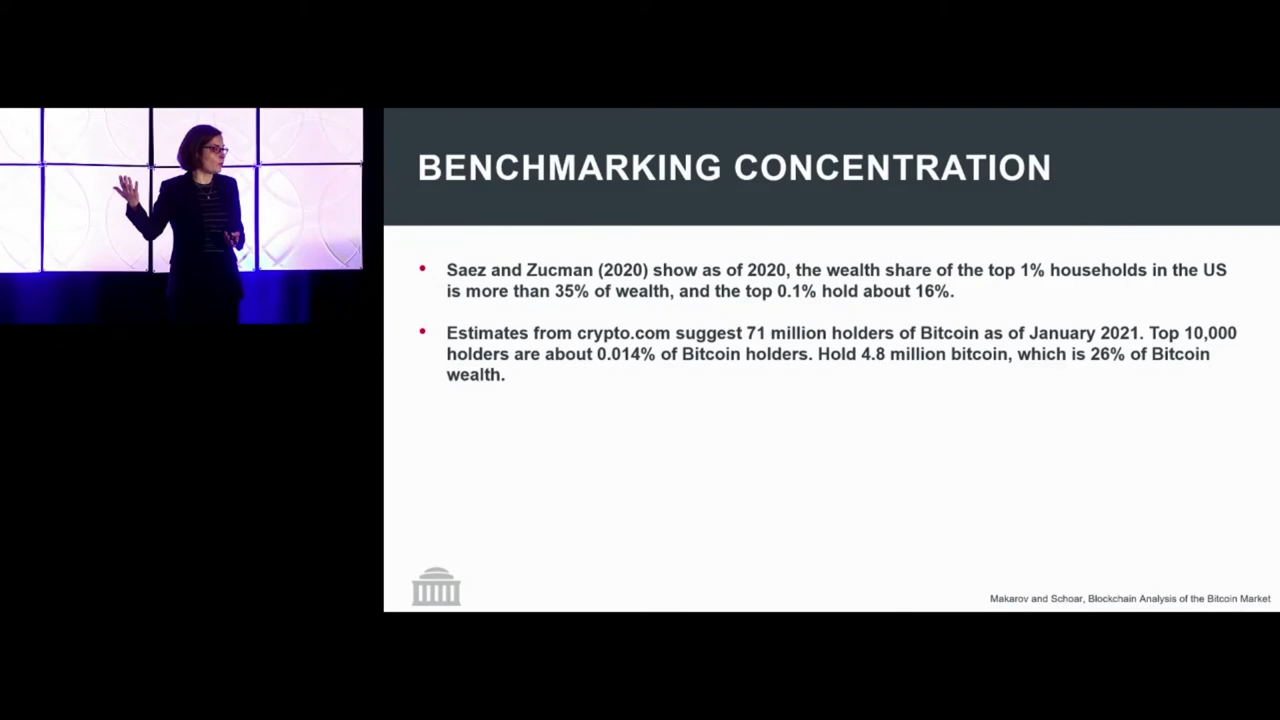 BENCHMARKING CONCENTRATION
• Saez and Zucman (2020) show as of 2020, the wealth share of the top 1% households in the US
is more than 35% of wealth, and the top 0.1% hold about 16%.
• Estimates from crypto.com suggest 71 million holders of Bitcoin as of January 2021. Top 10,000
holders are about 0.014% of Bitcoin holders. Hold 4.8 million bitcoin, which is 26% of Bitcoin
wealth.
Makarov and Schoar, Blockchain Analysis of the Bitcoin Market